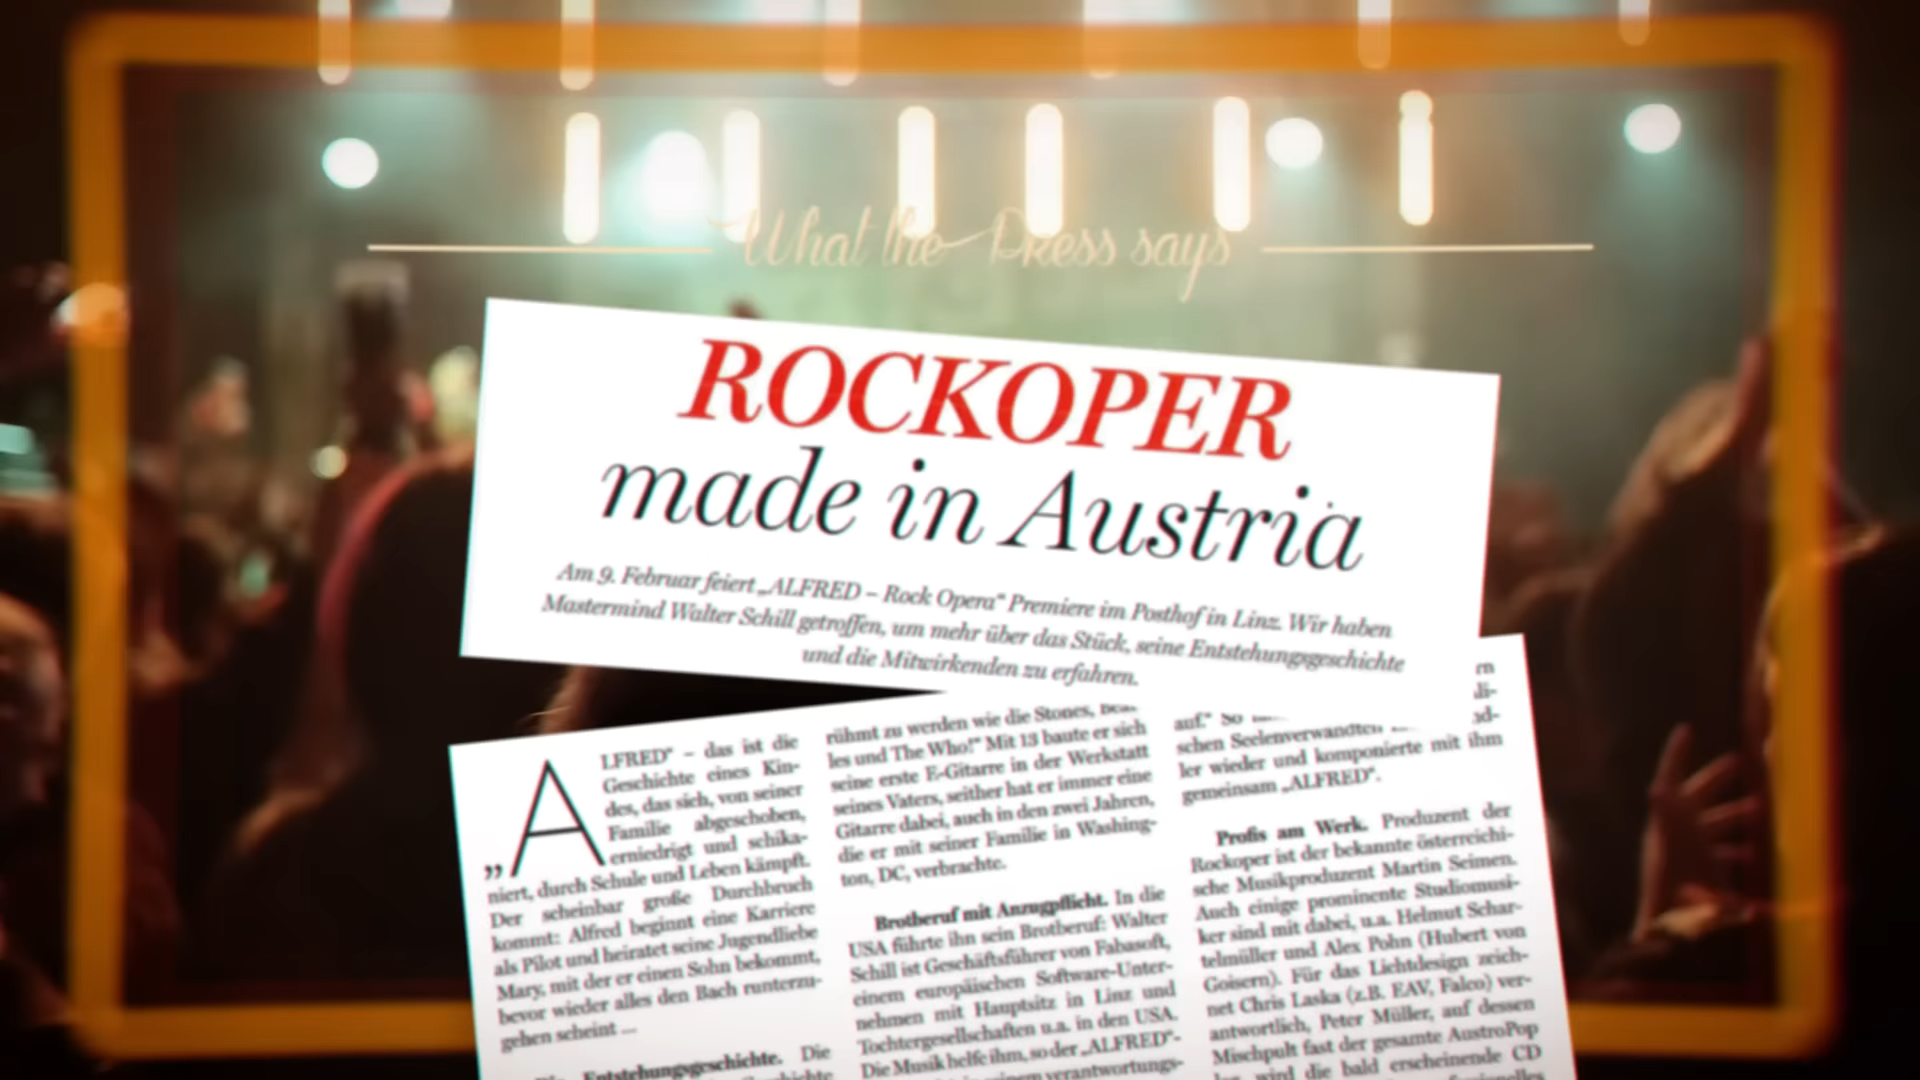 What the Press says
ROCKOPER
made in Austria
Am 9. Februar feiert „ALFRED – Rock Opera“ Premiere im Posthof in Linz. Wir haben
Mastermind Walter Schill getroffen, um mehr über das Stück, seine Entstehungsgeschichte
und die Mitwirkenden zu erfahren.
„A
LFRED“ – das ist die
Geschichte eines Kin-
des, das sich, von seiner
Familie abgeschoben,
erniedrigt und schika-
niert, durch Schule und Leben kämpft.
Der scheinbar große Durchbruch
kommt: Alfred beginnt eine Karriere
als Pilot und heiratet seine Jugendliebe
Mary, mit der er einen Sohn bekommt,
bevor wieder alles den Bach runterzu-
gehen scheint ...
Entstehungsgeschichte. Die
rühmt zu werden wie die Stones,
les und The Who!“ Mit 13 baute er sich
seine erste E-Gitarre in der Werkstatt
seines Vaters, seither hat er immer eine
Gitarre dabei, auch in den zwei Jahren,
die er mit seiner Familie in Washing-
ton, DC, verbrachte.
Brotberuf mit Anzugpflicht. In die
USA führte ihn sein Brotberuf: Walter
Schill ist Geschäftsführer von Fabasoft,
einem europäischen Software-Unter-
nehmen mit Hauptsitz in Linz und
Tochtergesellschaften u.a. in den USA.
Die Musik helfe ihm, so der „ALFRED“-
einem verantwortungs-
auf.“ So
schen Seelenverwandten
ler wieder und komponierte mit ihm
gemeinsam „ALFRED“.
Profis am Werk. Produzent der
Rockoper ist der bekannte österreichi-
sche Musikproduzent Martin Seimen.
Auch einige prominente Studiomusi-
ker sind mit dabei, u.a. Helmut Schar-
telmüller und Alex Pohn (Hubert von
Goisern). Für das Lichtdesign zeich-
net Chris Laska (z.B. EAV, Falco) ver-
antwortlich, Peter Müller, auf dessen
Mischpult fast der gesamte AustroPop
wird die bald erscheinende CD